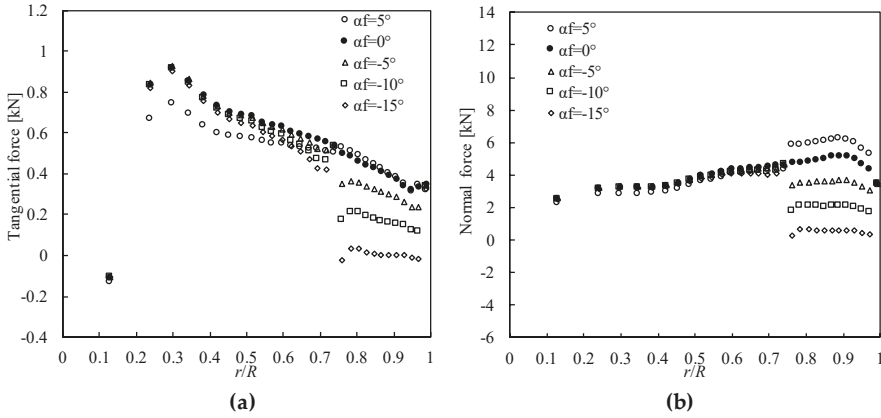 1.2
1
0.8
0.6
0.4
0.2
0
-0.2
-0.4
Tangential force [kN]
αf=5°
αf=0°
αf=-5°
αf=-10°
αf=-15°
0 0.1 0.2 0.3 0.4 0.5 0.6 0.7 0.8 0.9 1
r/R
(a)
14
12
10
8
6
4
2
0
-2
-4
-6
Normal force [kN]
αf=5°
αf=0°
αf=-5°
αf=-10°
αf=-15°
0 0.1 0.2 0.3 0.4 0.5 0.6 0.7 0.8 0.9 1
r/R
(b)